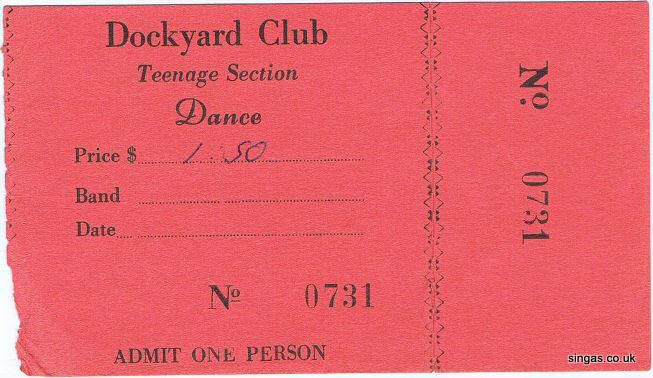 Dockyard Club
Teenage Section
Dance
Price $ 1.50
Band
Date
Nº 0731
ADMIT ONE PERSON
Nº 0731
singas.co.uk